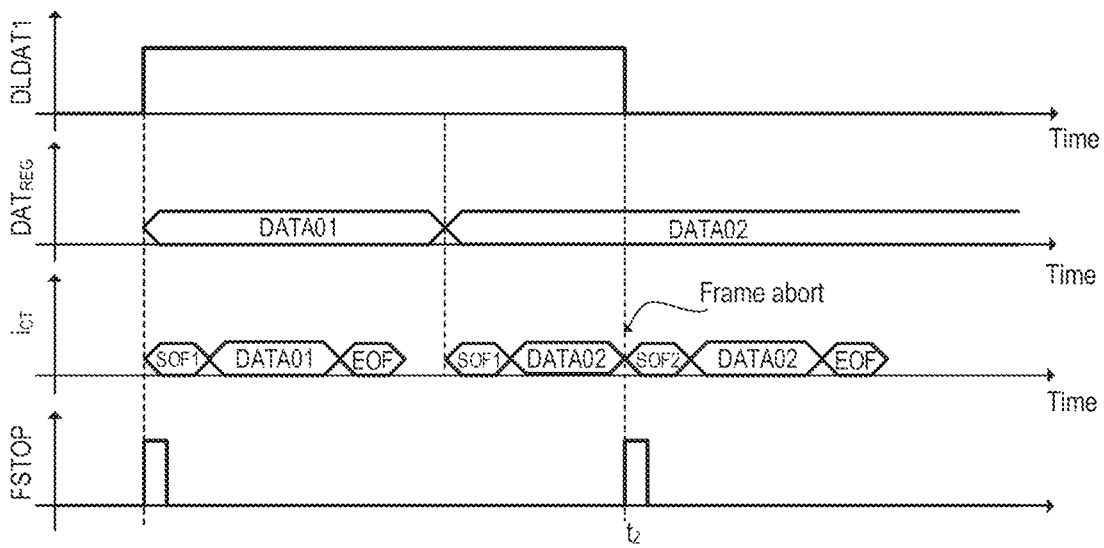 DLDAT1
Time
DATREG
DATA01 DATA02
Time
Frame abort
iCT
SOF1 DATA01 EOF SOF1 DATA02 SOF2 DATA02 EOF
Time
FSTOP
t2